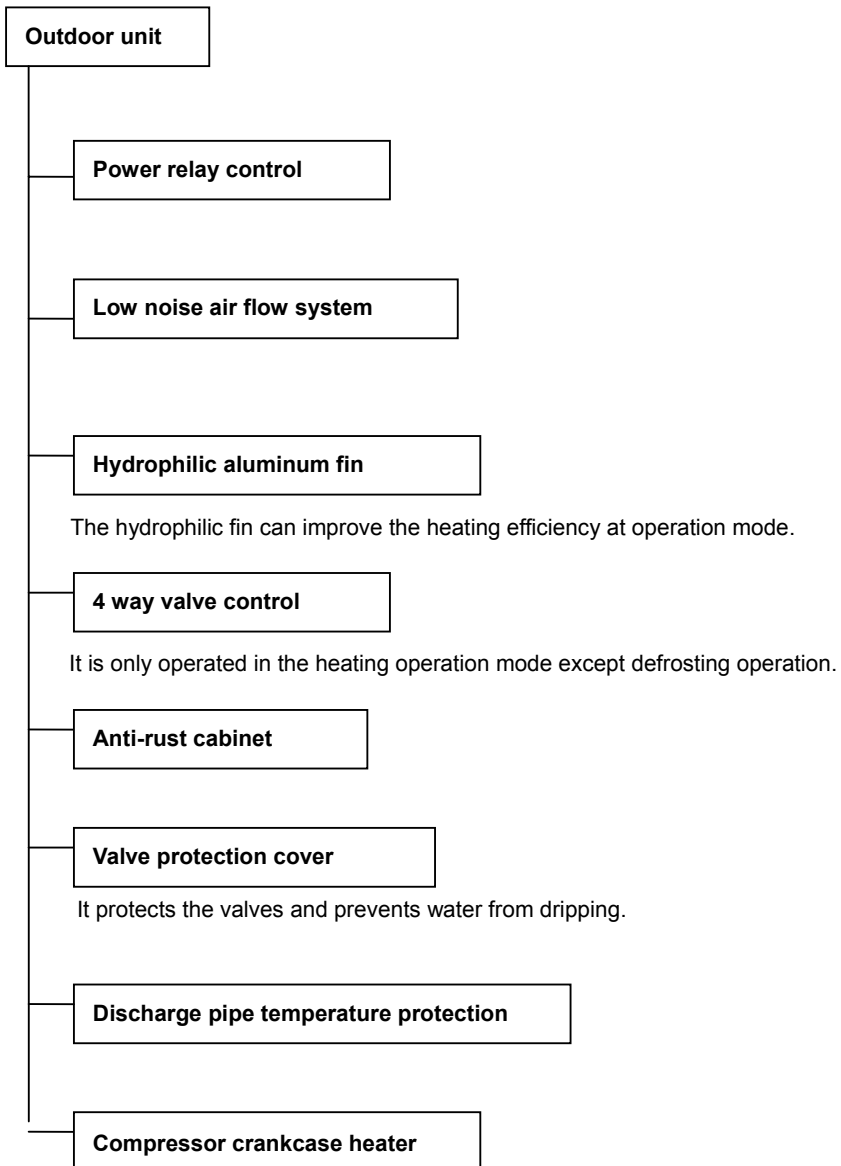 Outdoor unit
Power relay control
Low noise air flow system
Hydrophilic aluminum fin
The hydrophilic fin can improve the heating efficiency at operation mode.
4 way valve control
It is only operated in the heating operation mode except defrosting operation.
Anti-rust cabinet
Valve protection cover
It protects the valves and prevents water from dripping.
Discharge pipe temperature protection
Compressor crankcase heater